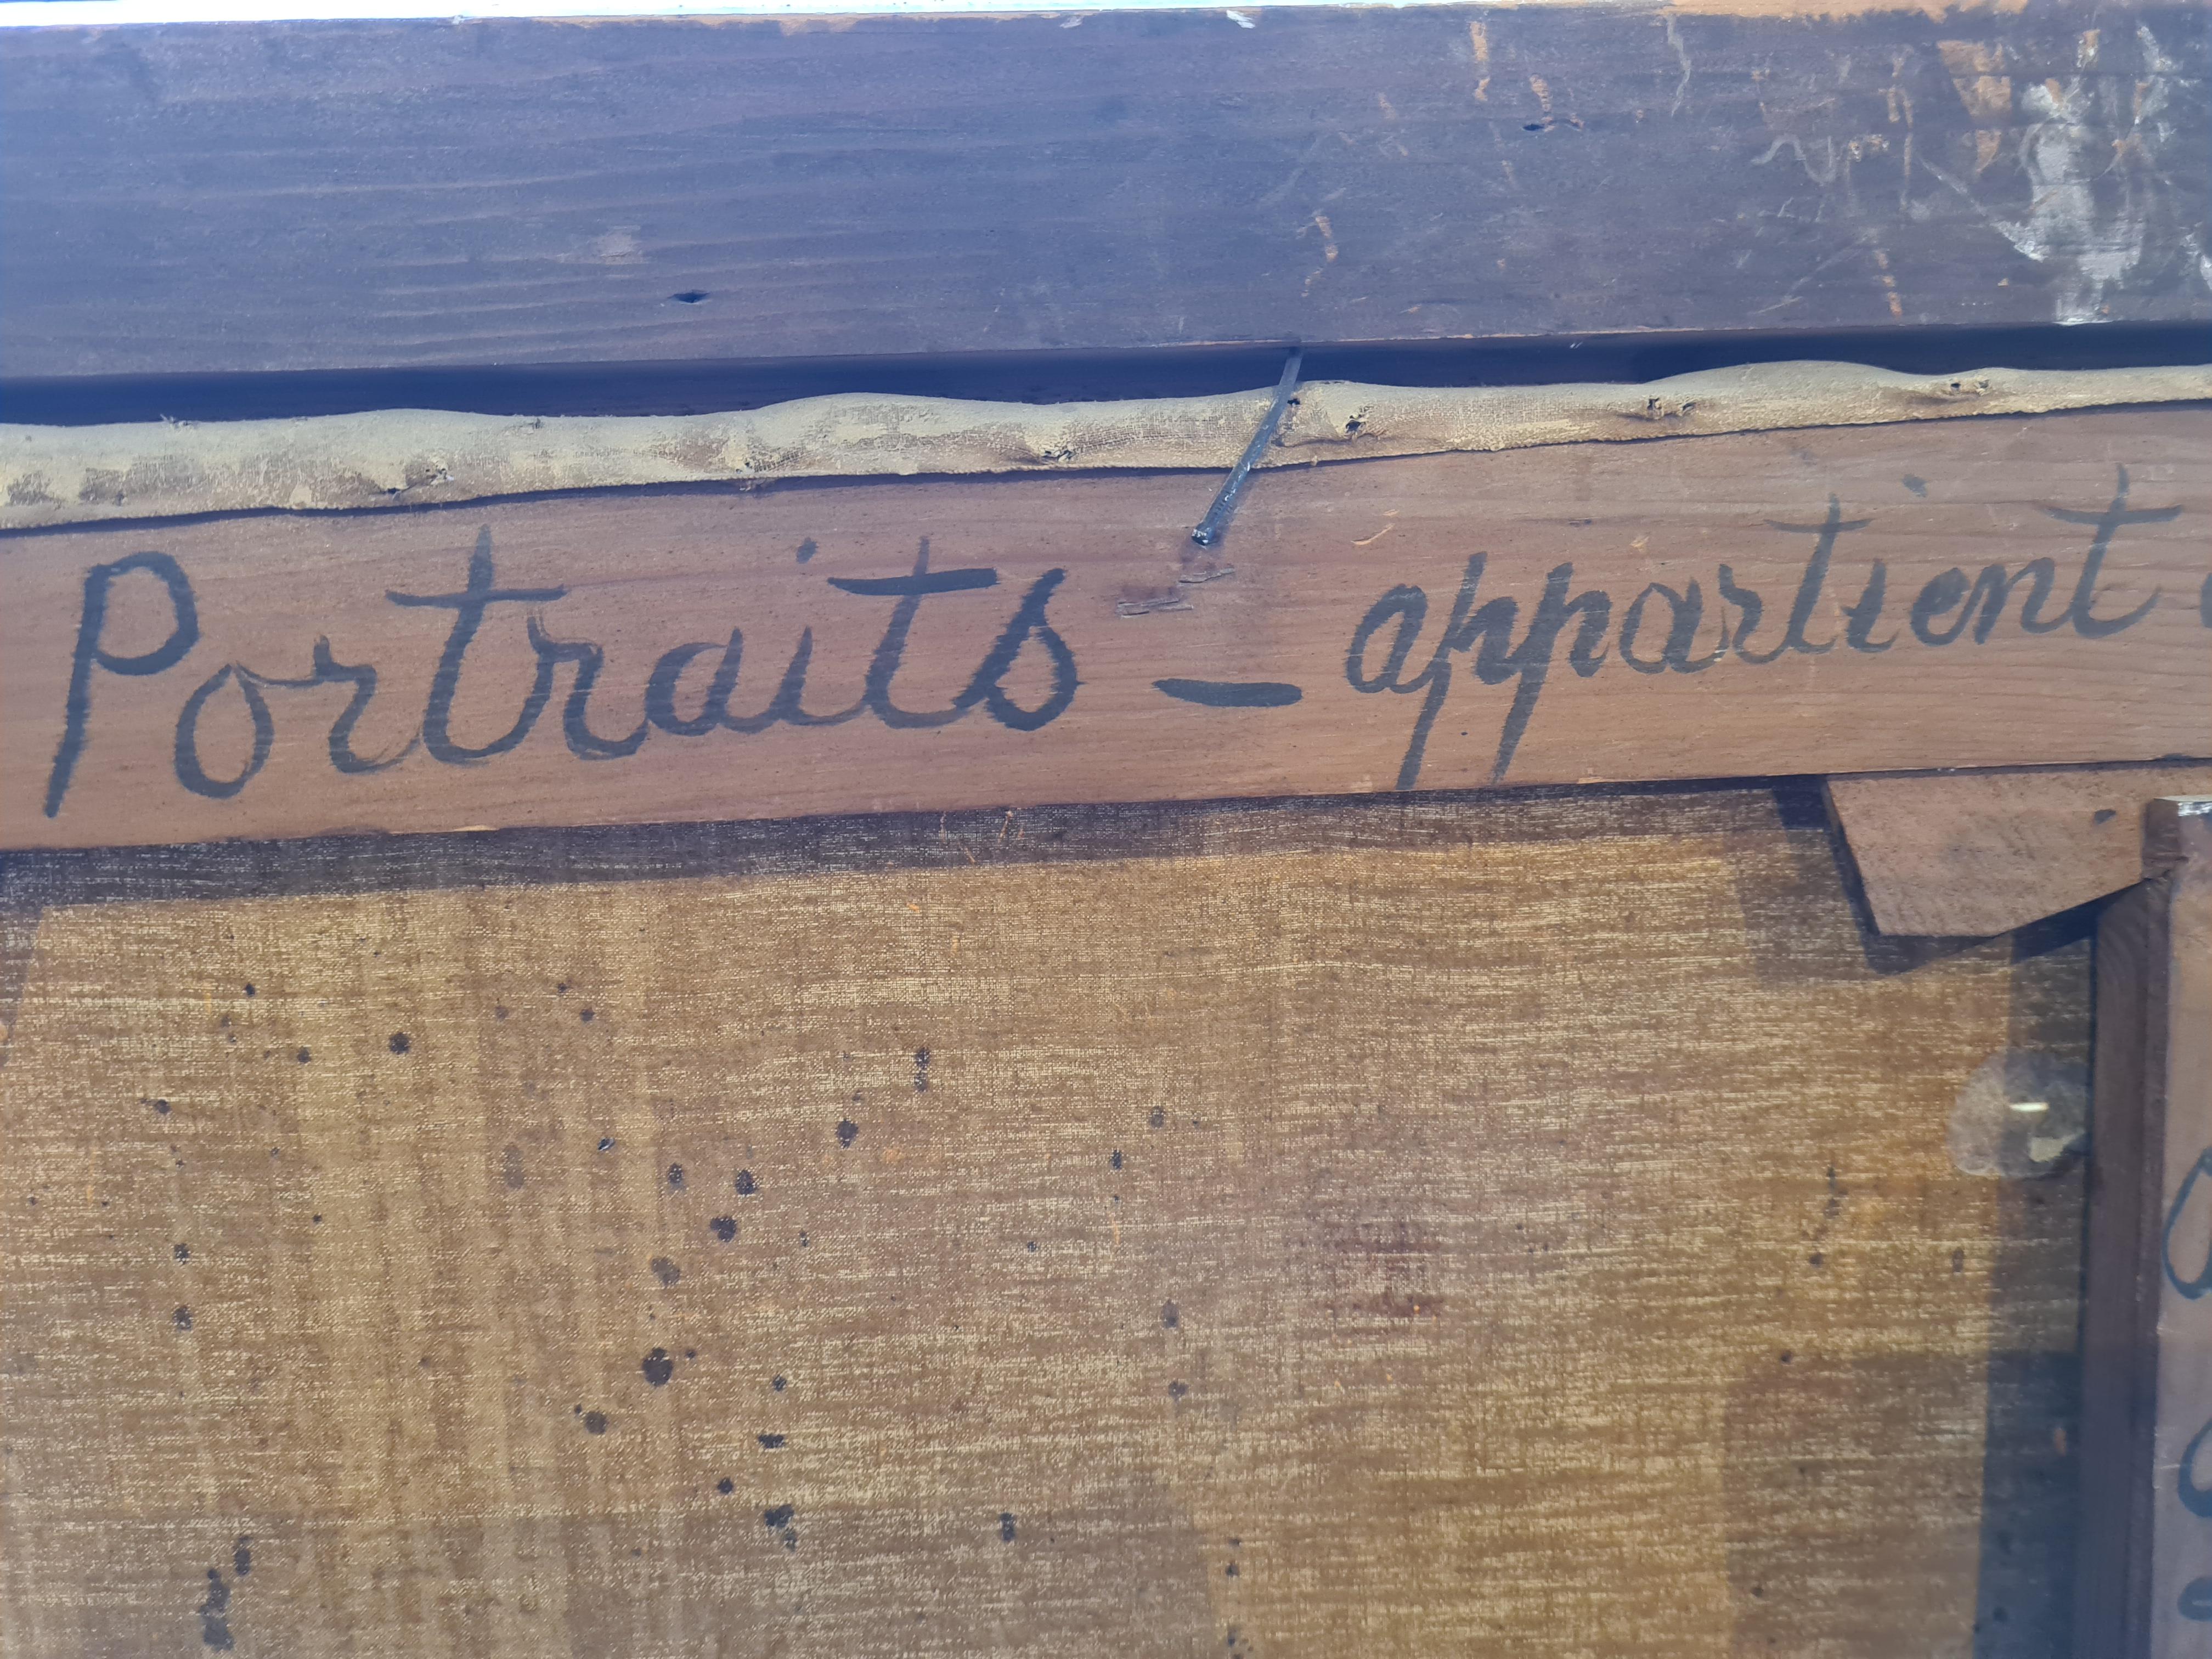 Portraits – appartient